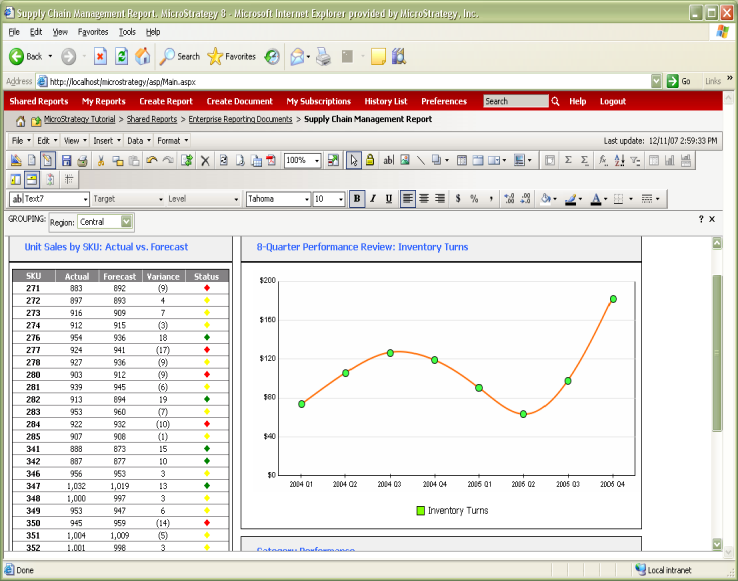 Supply Chain Management Report. MicroStrategy 8 - Microsoft Internet Explorer provided by MicroStrategy, Inc.
File Edit View Favorites Tools Help
Back Search Favorites
Address http://localhost/microstrategy/asp/Main.aspx Go Links »
Shared Reports My Reports Create Report Create Document My Subscriptions History List Preferences Search Help Logout
MicroStrategy Tutorial > Shared Reports > Enterprise Reporting Documents > Supply Chain Management Report
File Edit View Insert Data Format Last update: 12/11/07 2:59:33 PM
100% ab|
ab| Text7 Target Level Tahoma 10 B I U $ % ,
GROUPING: Region: Central ? X
Unit Sales by SKU: Actual vs. Forecast
SKU Actual Forecast Variance Status
271 883 892 (9)
272 897 893 4
273 916 909 7
274 912 915 (3)
276 954 936 18
277 924 941 (17)
278 927 936 (9)
280 903 912 (9)
281 939 945 (6)
282 913 894 19
283 953 960 (7)
284 922 932 (10)
285 907 908 (1)
341 888 873 15
342 887 877 10
346 956 953 3
347 1,032 1,019 13
348 1,000 997 3
349 953 947 6
350 945 959 (14)
351 1,004 1,009 (5)
352 1,001 998 3
8-Quarter Performance Review: Inventory Turns
$200
$160
$120
$80
$40
$0
2004 Q1 2004 Q2 2004 Q3 2004 Q4 2005 Q1 2005 Q2 2005 Q3 2005 Q4
Inventory Turns
Category Performance
Done Local intranet